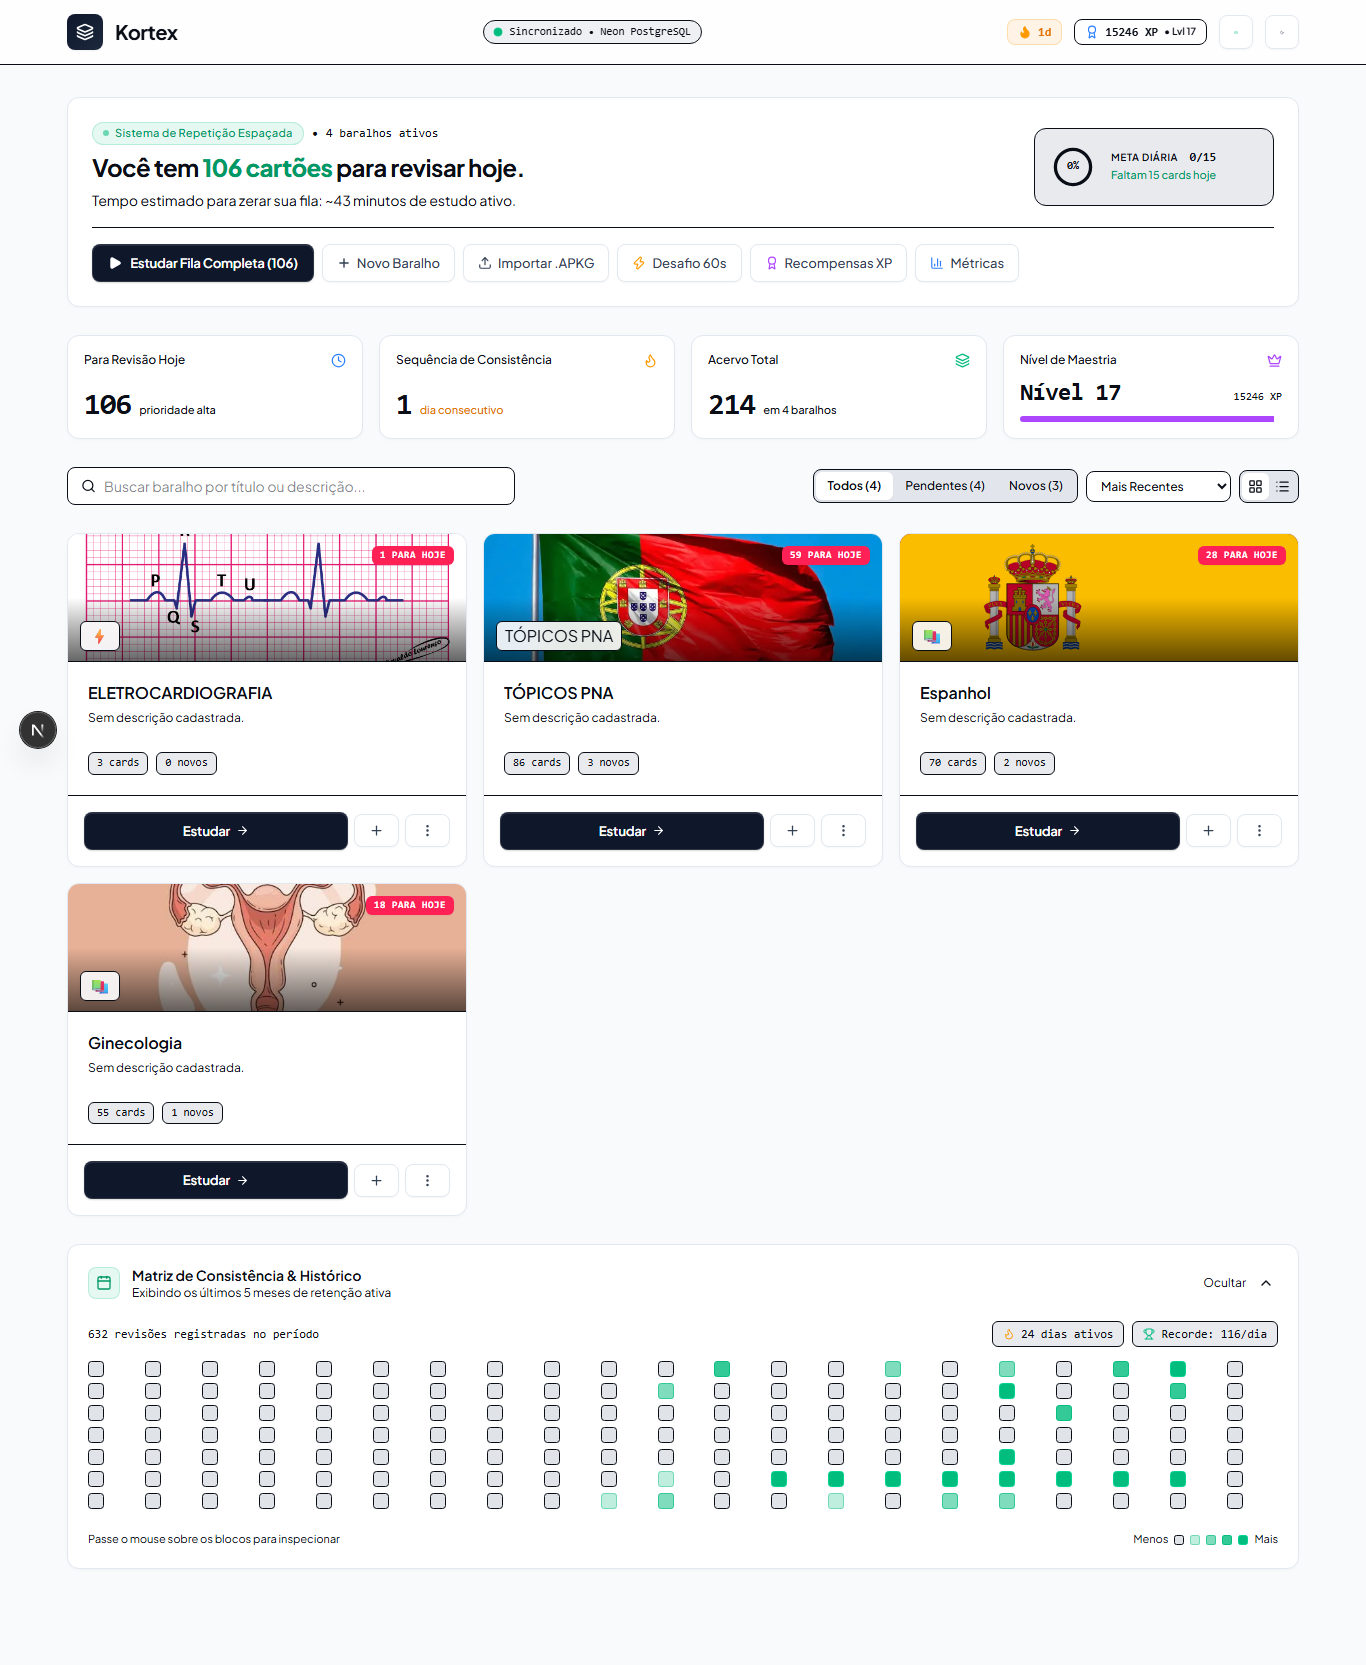 Kortex
Sincronizado • Neon PostgreSQL
1d
15246 XP • Lvl 17
Sistema de Repetição Espaçada
• 4 baralhos ativos
Você tem 106 cartões para revisar hoje.
Tempo estimado para zerar sua fila: ~43 minutos de estudo ativo.
0%
META DIÁRIA 0/15
Faltam 15 cards hoje
Estudar Fila Completa (106)
Novo Baralho
Importar .APKG
Desafio 60s
Recompensas XP
Métricas
Para Revisão Hoje
106 prioridade alta
Sequência de Consistência
1 dia consecutivo
Acervo Total
214 em 4 baralhos
Nível de Maestria
Nível 17
15246 XP
Buscar baralho por título ou descrição...
Todos (4)
Pendentes (4)
Novos (3)
Mais Recentes
1 PARA HOJE
P
T
U
Q
S
ELETROCARDIOGRAFIA
Sem descrição cadastrada.
3 cards
0 novos
Estudar →
59 PARA HOJE
TÓPICOS PNA
TÓPICOS PNA
Sem descrição cadastrada.
86 cards
3 novos
Estudar →
28 PARA HOJE
Espanhol
Sem descrição cadastrada.
70 cards
2 novos
Estudar →
N
18 PARA HOJE
Ginecologia
Sem descrição cadastrada.
55 cards
1 novos
Estudar →
Matriz de Consistência & Histórico
Exibindo os últimos 5 meses de retenção ativa
Ocultar
632 revisões registradas no período
24 dias ativos
Recorde: 116/dia
Passe o mouse sobre os blocos para inspecionar
Menos
Mais